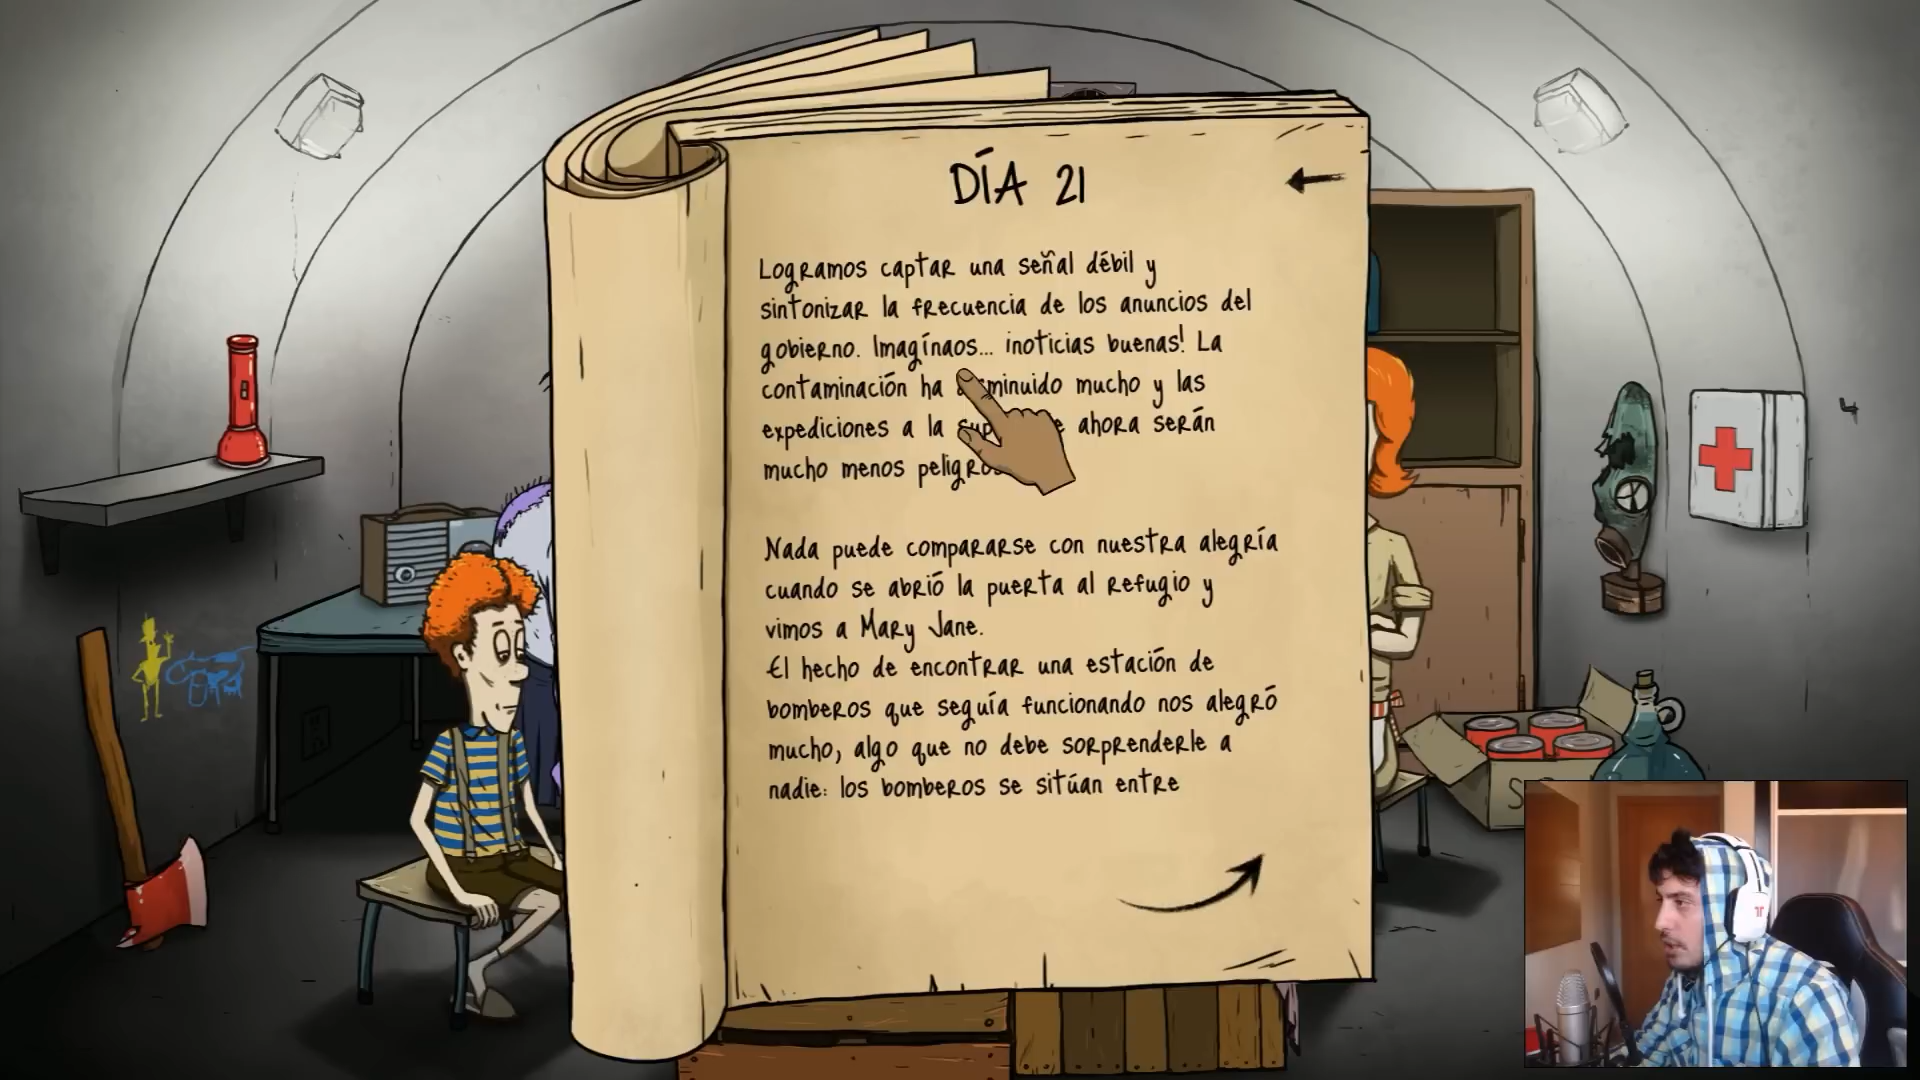 DÍA 21
Logramos captar una señal débil y
sintonizar la frecuencia de los anuncios del
gobierno. Imagínaos... ¡noticias buenas! La
contaminación ha minuido mucho y las
expediciones a la ahora serán
mucho menos
Nada puede compararse con nuestra alegría
cuando se abrió la puerta al refugio y
vimos a Mary Jane.
El hecho de encontrar una estación de
bomberos que seguía funcionando nos alegró
mucho, algo que no debe sorprenderle a
nadie: los bomberos se sitúan entre